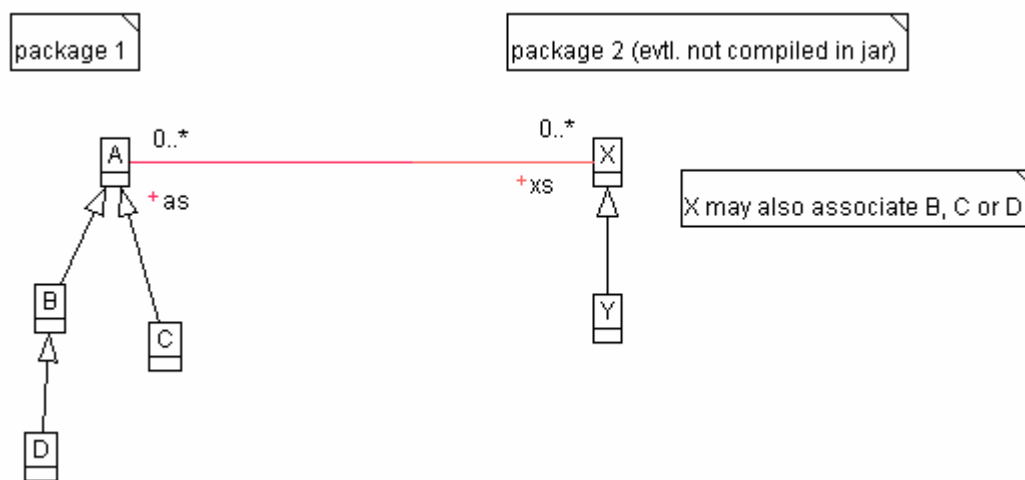 package 1
package 2 (evtl. not compiled in jar)
0..*
0..*
A
X
+as
+xs
X may also associate B, C or D
B
Y
C
D